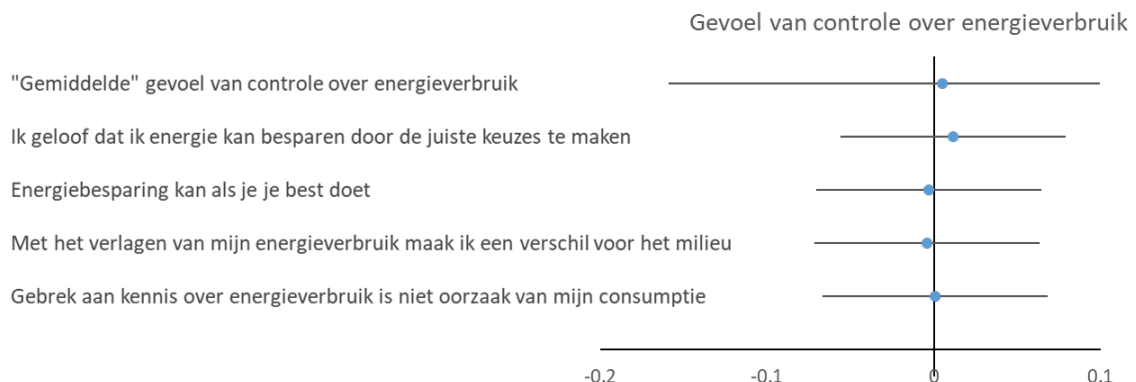 Gevoel van controle over energieverbruik
"Gemiddelde" gevoel van controle over energieverbruik
Ik geloof dat ik energie kan besparen door de juiste keuzes te maken
Energiebesparing kan als je je best doet
Met het verlagen van mijn energieverbruik maak ik een verschil voor het milieu
Gebrek aan kennis over energieverbruik is niet oorzaak van mijn consumptie
-0.2 -0.1 0 0.1